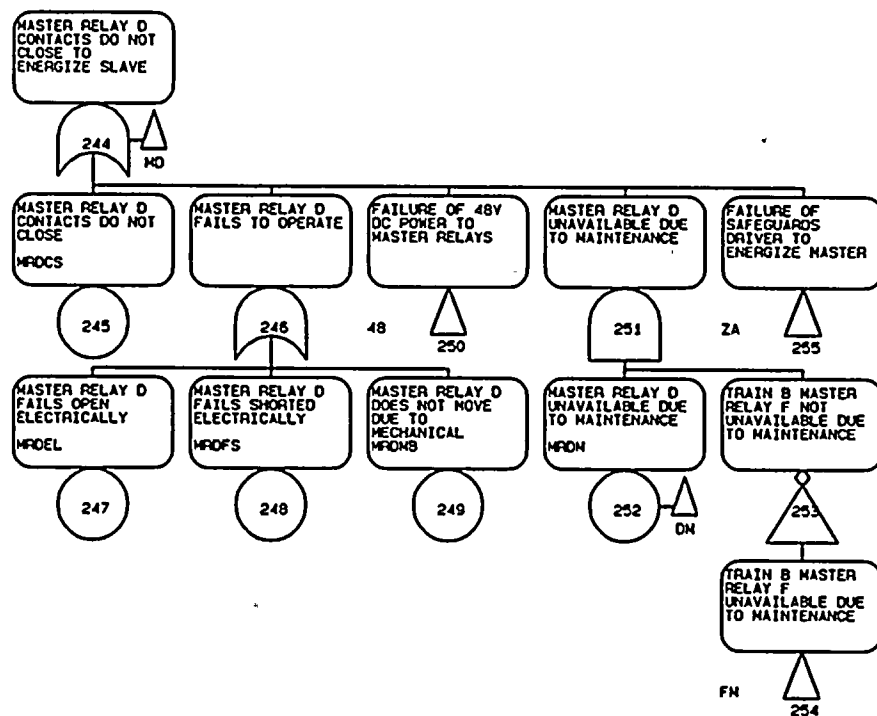 MASTER RELAY D
CONTACTS DO NOT
CLOSE TO
ENERGIZE SLAVE
244
MD
MASTER RELAY D
CONTACTS DO NOT
CLOSE
MRDCS
MASTER RELAY D
FAILS TO OPERATE
FAILURE OF 48V
DC POWER TO
MASTER RELAYS
MASTER RELAY D
UNAVAILABLE DUE
TO MAINTENANCE
FAILURE OF
SAFEGUARDS
DRIVER TO
ENERGIZE MASTER
245
246
48
250
251
ZA
255
MASTER RELAY D
FAILS OPEN
ELECTRICALLY
MRDEL
MASTER RELAY D
FAILS SHORTED
ELECTRICALLY
MRDFS
MASTER RELAY D
DOES NOT MOVE
DUE TO
MECHANICAL
MRDMB
MASTER RELAY D
UNAVAILABLE DUE
TO MAINTENANCE
MRDM
TRAIN B MASTER
RELAY F NOT
UNAVAILABLE DUE
TO MAINTENANCE
247
248
249
252
DM
253
TRAIN B MASTER
RELAY F
UNAVAILABLE DUE
TO MAINTENANCE
FM
254